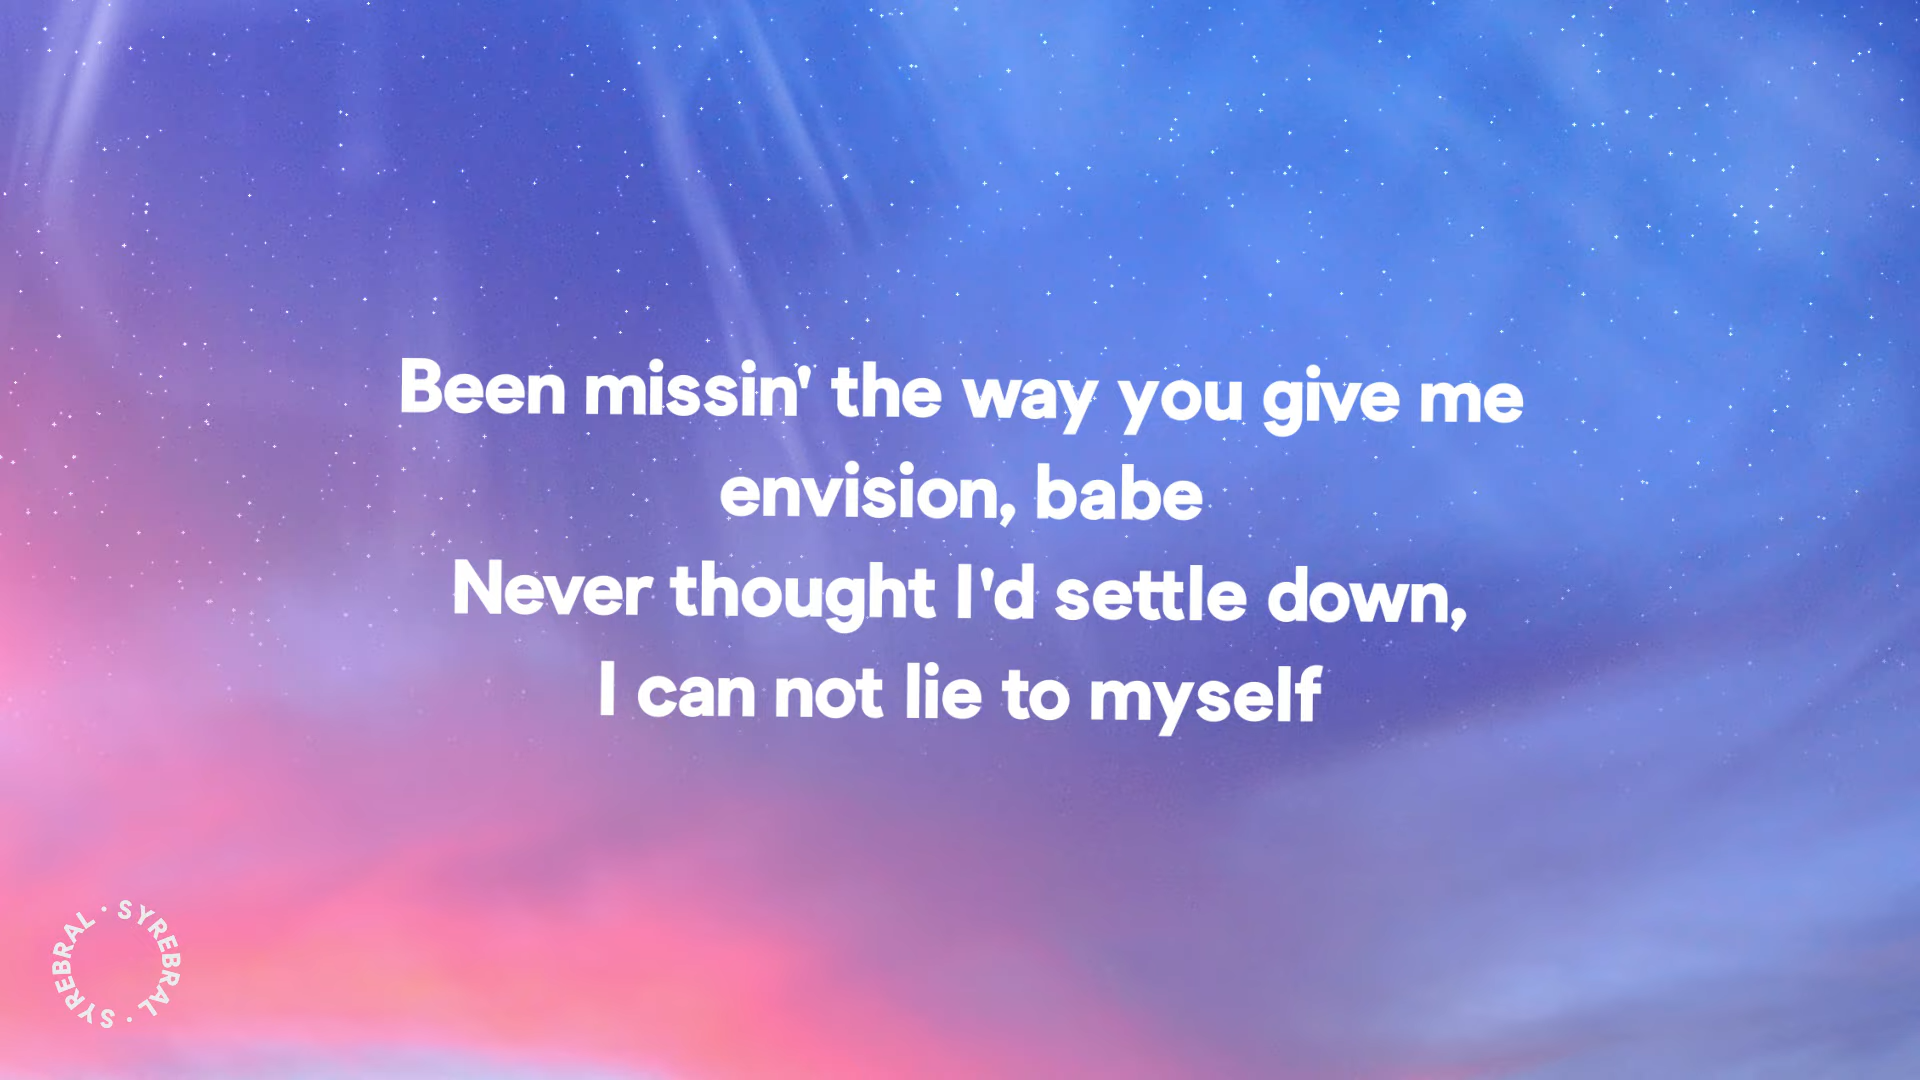 Been missin' the way you give me
envision, babe
Never thought I'd settle down,
I can not lie to myself
SYREBRAL · SYREBRAL ·